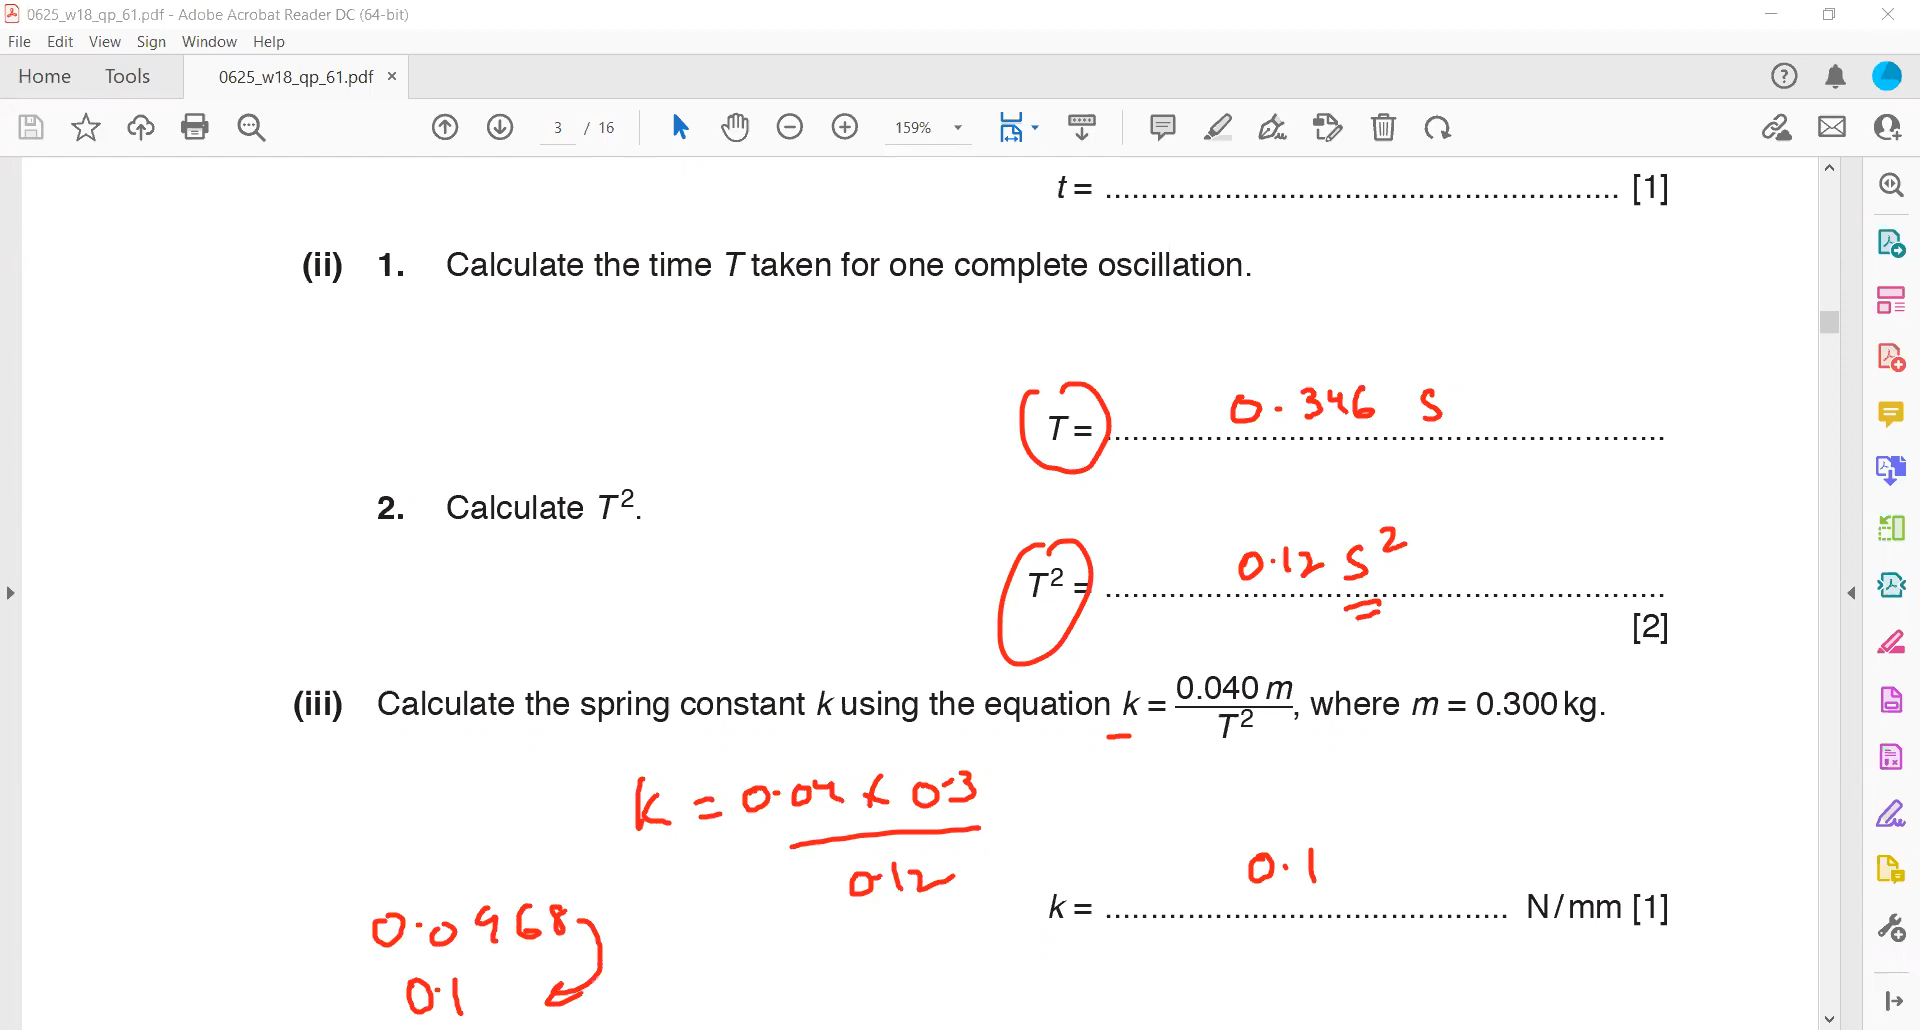 0625_w18_qp_61.pdf - Adobe Acrobat Reader DC (64-bit)
File Edit View Sign Window Help
Home Tools 0625_w18_qp_61.pdf ×
3 / 16 159%
t = ........................................................ [1]
(ii) 1. Calculate the time T taken for one complete oscillation.
T = ........................................................
0.346 s
2. Calculate T².
T² = ........................................................
0.12 s²
[2]
(iii) Calculate the spring constant k using the equation k = 0.040 m / T², where m = 0.300 kg.
k = 0.04 × 0.3
0.12
0.1
k = ........................................ N/mm [1]
0.0968
0.1